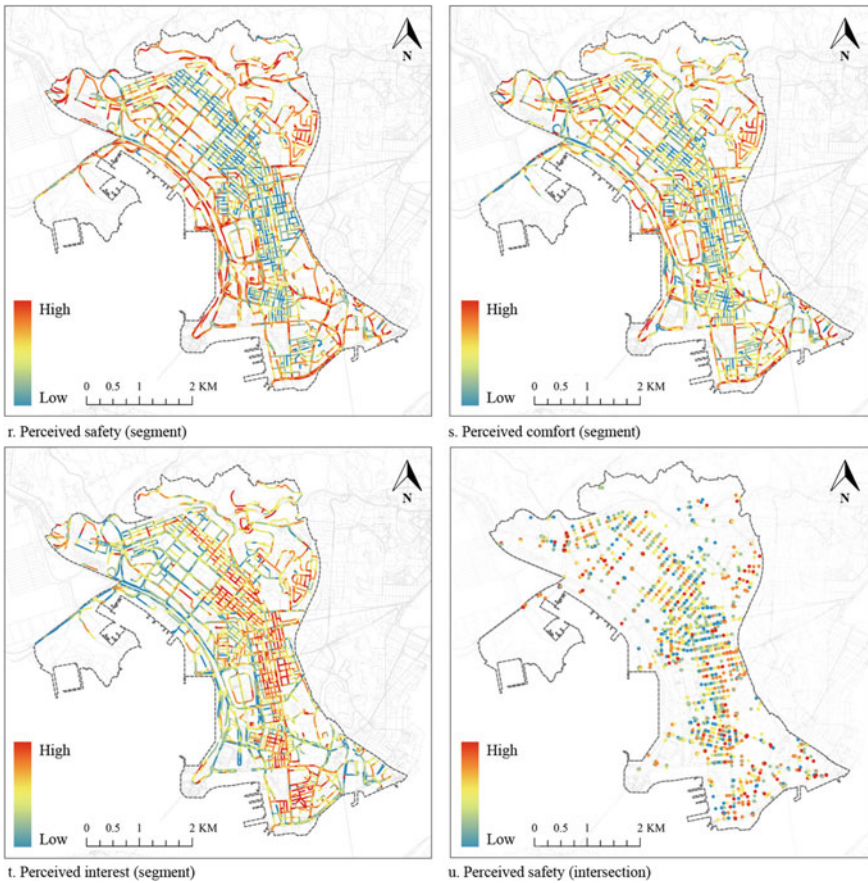 N
N
High
High
Low
0 0.5 1 2 KM
Low
0 0.5 1 2 KM
r. Perceived safety (segment)
s. Perceived comfort (segment)
N
N
High
High
Low
0 0.5 1 2 KM
Low
0 0.5 1 2 KM
t. Perceived interest (segment)
u. Perceived safety (intersection)